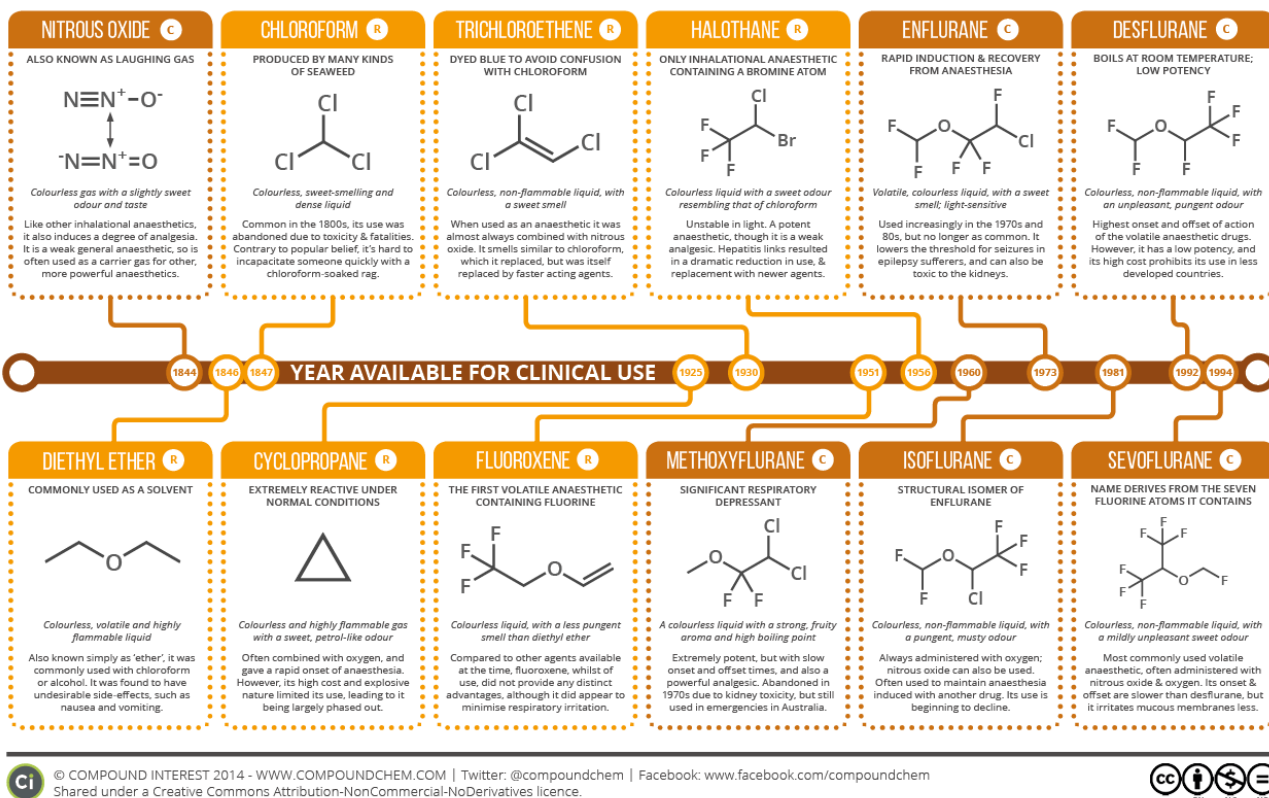 NITROUS OXIDE C
ALSO KNOWN AS LAUGHING GAS
N≡N⁺–O⁻
⁻N=N⁺=O
Colourless gas with a slightly sweet
odour and taste
Like other inhalational anaesthetics,
it also induces a degree of analgesia.
It is a weak general anaesthetic, so is
often used as a carrier gas for other,
more powerful anaesthetics.
CHLOROFORM R
PRODUCED BY MANY KINDS
OF SEAWEED
Cl
Cl Cl
Colourless, sweet-smelling and
dense liquid
Common in the 1800s, its use was
abandoned due to toxicity & fatalities.
Contrary to popular belief, it's hard to
incapacitate someone quickly with a
chloroform-soaked rag.
TRICHLOROETHENE R
DYED BLUE TO AVOID CONFUSION
WITH CHLOROFORM
Cl
Cl
Cl
Colourless, non-flammable liquid, with
a sweet smell
When used as an anaesthetic it was
almost always combined with nitrous
oxide. It smells similar to chloroform,
which it replaced, but was itself
replaced by faster acting agents.
HALOTHANE R
ONLY INHALATIONAL ANAESTHETIC
CONTAINING A BROMINE ATOM
Cl
F
F Br
F
Colourless liquid with a sweet odour
resembling that of chloroform
Unstable in light. A potent
anaesthetic, though it is a weak
analgesic. Hepatitis links resulted
in a dramatic reduction in use, &
replacement with newer agents.
ENFLURANE C
RAPID INDUCTION & RECOVERY
FROM ANAESTHESIA
F
F O
Cl
F F F
Volatile, colourless liquid, with a sweet
smell; light-sensitive
Used increasingly in the 1970s and
80s, but no longer as common. It
lowers the threshold for seizures in
epilepsy sufferers, and can also be
toxic to the kidneys.
DESFLURANE C
BOILS AT ROOM TEMPERATURE;
LOW POTENCY
F
F O F
F
F F
Colourless, non-flammable liquid, with
an unpleasant, pungent odour
Highest onset and offset of action
of the volatile anaesthetic drugs.
However, it has a low potency, and
its high cost prohibits its use in less
developed countries.
1844 1846 1847 YEAR AVAILABLE FOR CLINICAL USE 1925 1930 1951 1956 1960 1973 1981 1992 1994
DIETHYL ETHER R
COMMONLY USED AS A SOLVENT
O
Colourless, volatile and highly
flammable liquid
Also known simply as 'ether', it was
commonly used with chloroform
or alcohol. It was found to have
undesirable side-effects, such as
nausea and vomiting.
CYCLOPROPANE R
EXTREMELY REACTIVE UNDER
NORMAL CONDITIONS
Colourless and highly flammable gas
with a sweet, petrol-like odour
Often combined with oxygen, and
gave a rapid onset of anaesthesia.
However, its high cost and explosive
nature limited its use, leading to it
being largely phased out.
FLUOROXENE R
THE FIRST VOLATILE ANAESTHETIC
CONTAINING FLUORINE
F
F
F O
Colourless liquid, with a less pungent
smell than diethyl ether
Compared to other agents available
at the time, fluoroxene, whilst of
use, did not provide any distinct
advantages, although it did appear to
minimise respiratory irritation.
METHOXYFLURANE C
SIGNIFICANT RESPIRATORY
DEPRESSANT
Cl
O
Cl
F F
A colourless liquid with a strong, fruity
aroma and high boiling point
Extremely potent, but with slow
onset and offset times, and also a
powerful analgesic. Abandoned in
1970s due to kidney toxicity, but still
used in emergencies in Australia.
ISOFLURANE C
STRUCTURAL ISOMER OF
ENFLURANE
F
F O F
F
F Cl
Colourless, non-flammable liquid, with
a pungent, musty odour
Always administered with oxygen;
nitrous oxide can also be used.
Often used to maintain anaesthesia
induced with another drug. Its use is
beginning to decline.
SEVOFLURANE C
NAME DERIVES FROM THE SEVEN
FLUORINE ATOMS IT CONTAINS
F
F F
F
F O F
F
Colourless, non-flammable liquid, with
a mildly unpleasant sweet odour
Most commonly used volatile
anaesthetic, often administered with
nitrous oxide & oxygen. Its onset &
offset are slower than desflurane, but
it irritates mucous membranes less.
Ci
© COMPOUND INTEREST 2014 - WWW.COMPOUNDCHEM.COM | Twitter: @compoundchem | Facebook: www.facebook.com/compoundchem
Shared under a Creative Commons Attribution-NonCommercial-NoDerivatives licence.
cc